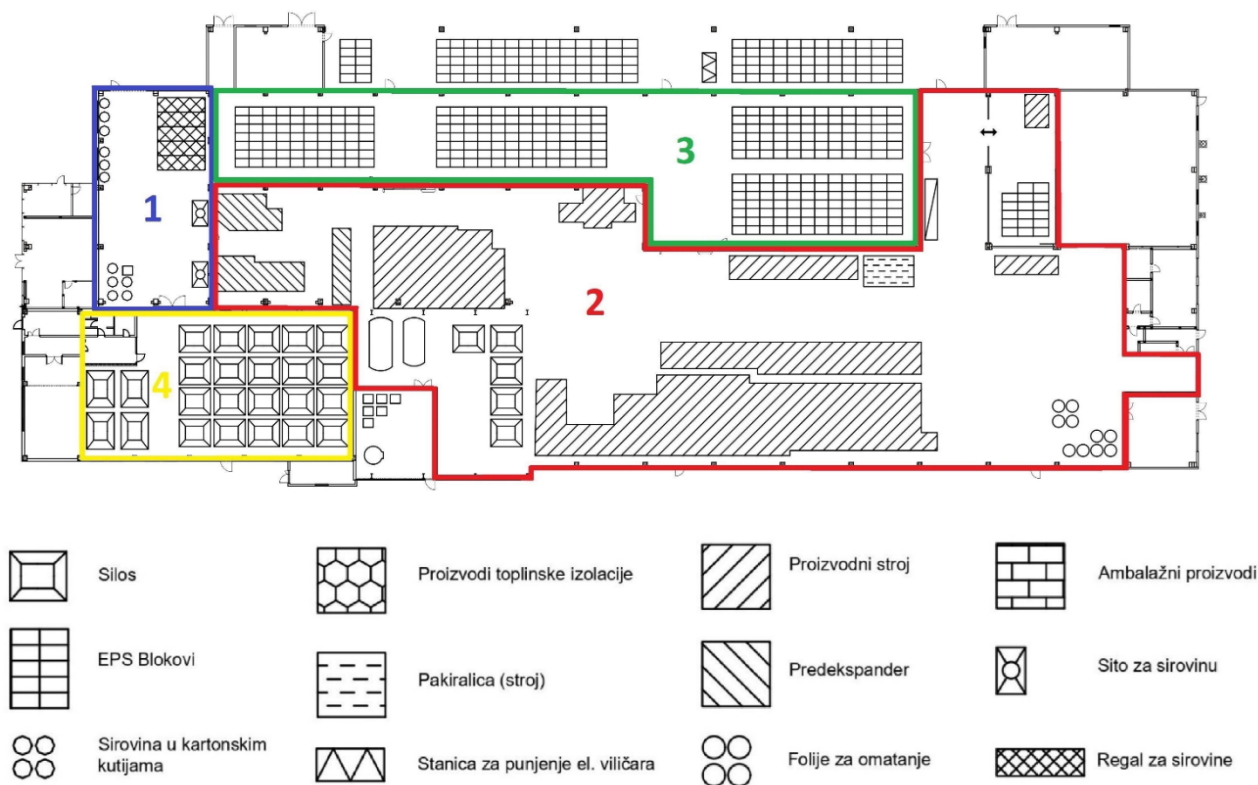 1
3
2
4
Silos
Proizvodi toplinske izolacije
Proizvodni stroj
Ambalažni proizvodi
EPS Blokovi
Pakiralica (stroj)
Predekspander
Sito za sirovinu
Sirovina u kartonskim
kutijama
Stanica za punjenje el. viličara
Folije za omatanje
Regal za sirovine